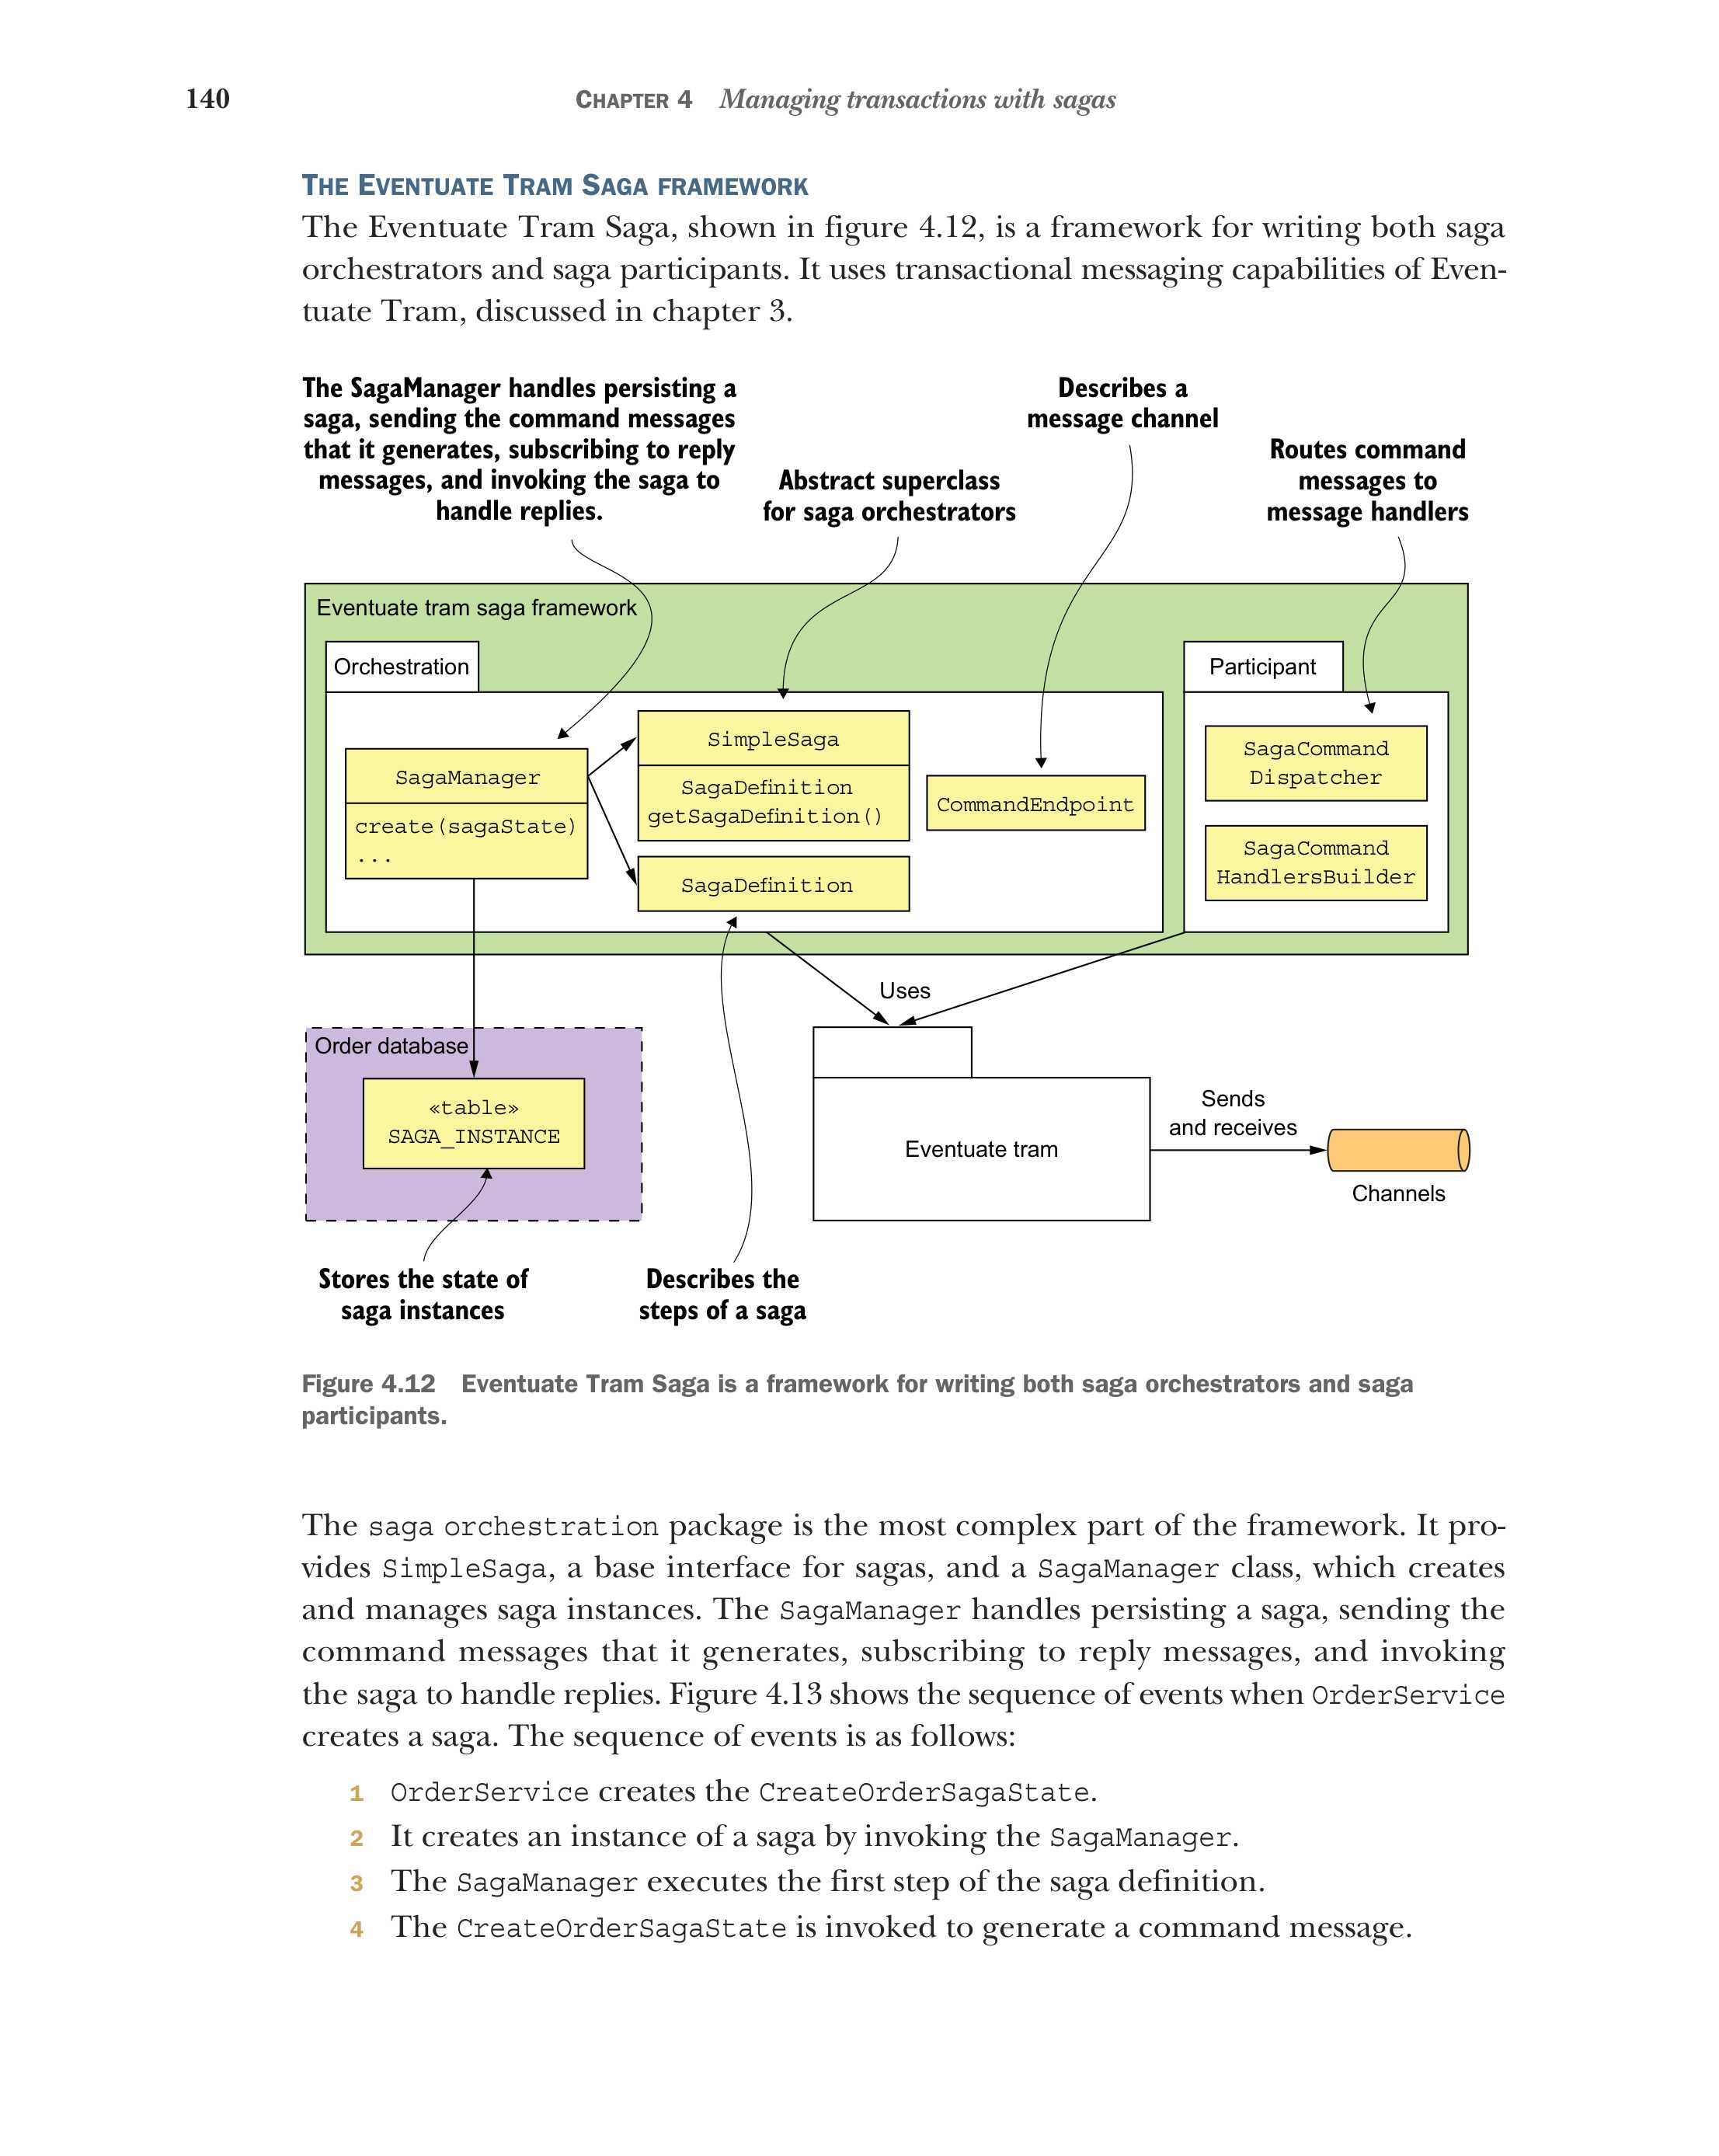 140
CHAPTER 4 Managing transactions with sagas
THE EVENTUATE TRAM SAGA FRAMEWORK
The Eventuate Tram Saga, shown in figure 4.12, is a framework for writing both saga
orchestrators and saga participants. It uses transactional messaging capabilities of Even-
tuate Tram, discussed in chapter 3.
The SagaManager handles persisting a
saga, sending the command messages
that it generates, subscribing to reply
messages, and invoking the saga to
handle replies.
Abstract superclass
for saga orchestrators
Describes a
message channel
Routes command
messages to
message handlers
Eventuate tram saga framework
Orchestration
Participant
SagaManager
create(sagaState)
...
SimpleSaga
SagaDefinition
getSagaDefinition()
SagaDefinition
CommandEndpoint
SagaCommand
Dispatcher
SagaCommand
HandlersBuilder
Uses
Order database
«table»
SAGA_INSTANCE
Eventuate tram
Sends
and receives
Channels
Stores the state of
saga instances
Describes the
steps of a saga
Figure 4.12 Eventuate Tram Saga is a framework for writing both saga orchestrators and saga
participants.
The saga orchestration package is the most complex part of the framework. It pro-
vides SimpleSaga, a base interface for sagas, and a SagaManager class, which creates
and manages saga instances. The SagaManager handles persisting a saga, sending the
command messages that it generates, subscribing to reply messages, and invoking
the saga to handle replies. Figure 4.13 shows the sequence of events when OrderService
creates a saga. The sequence of events is as follows:
1 OrderService creates the CreateOrderSagaState.
2 It creates an instance of a saga by invoking the SagaManager.
3 The SagaManager executes the first step of the saga definition.
4 The CreateOrderSagaState is invoked to generate a command message.